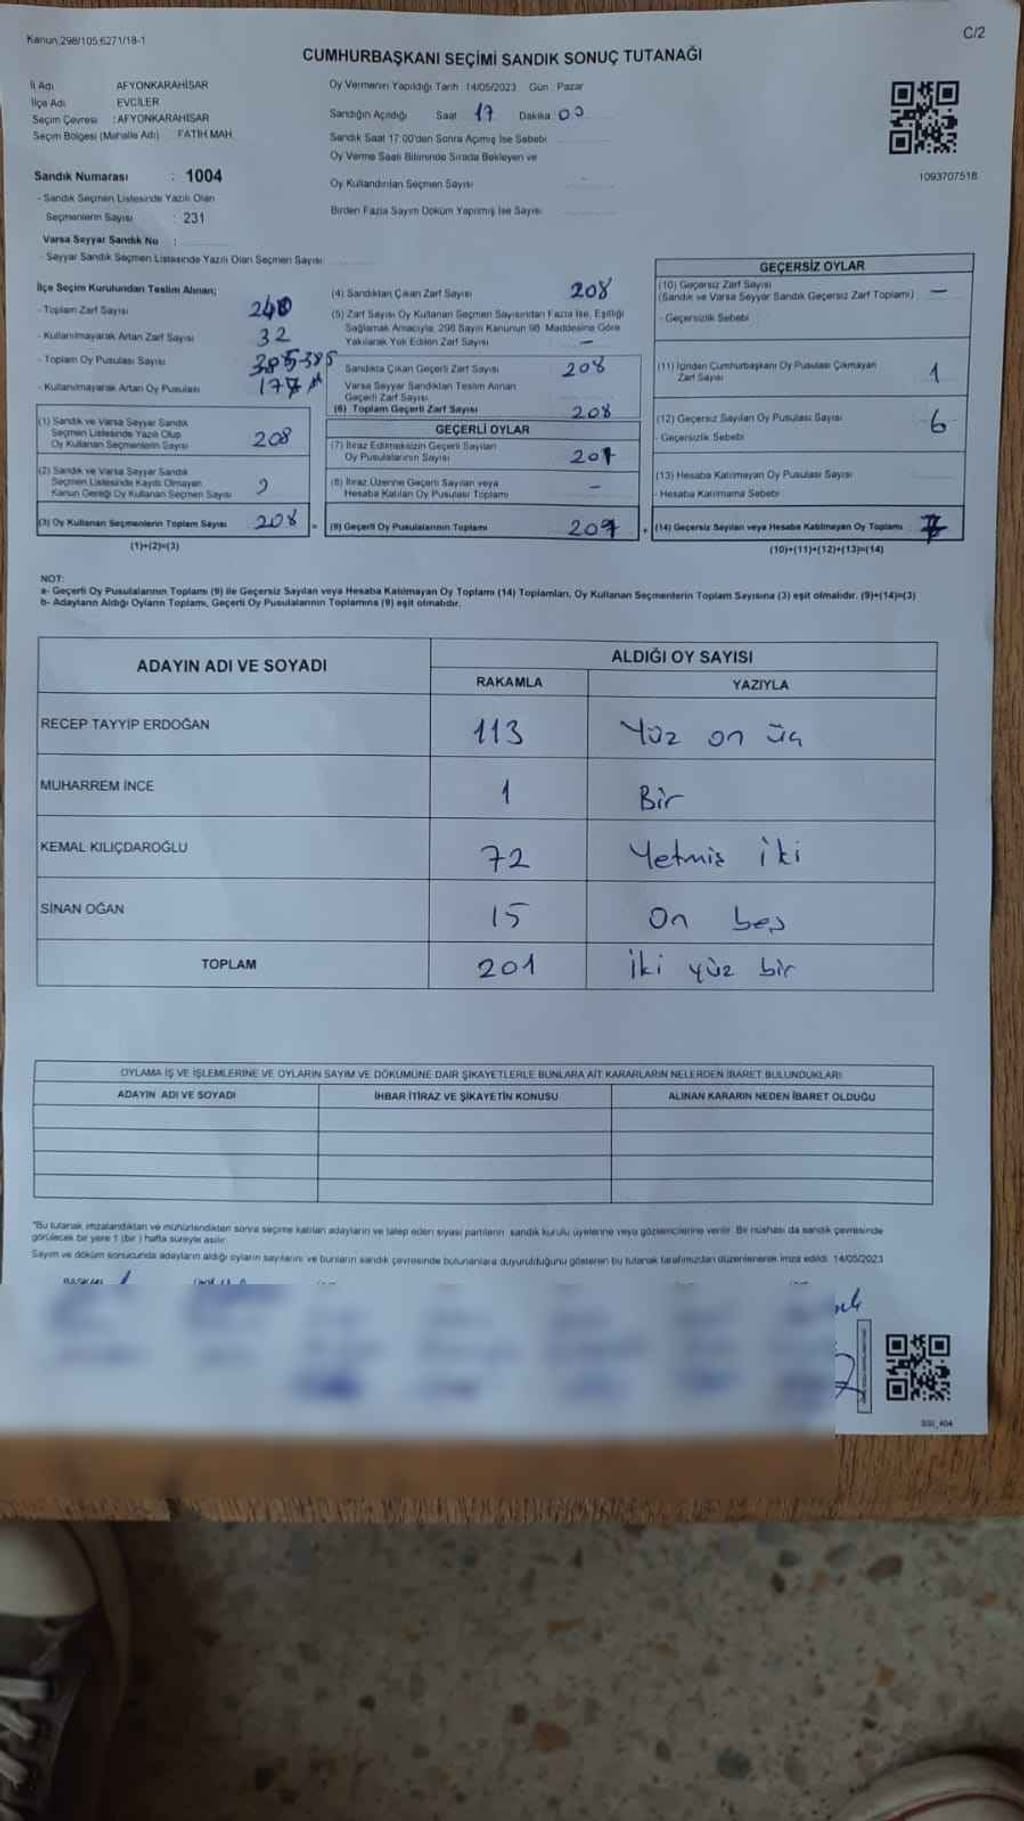 Kanun 298/105,6271/18-1
C/2
CUMHURBAŞKANI SEÇİMİ SANDIK SONUÇ TUTANAĞI
İl Adı AFYONKARAHİSAR
İlçe Adı EVCİLER
Seçim Çevresi : AFYONKARAHİSAR
Seçim Bölgesi (Mahalle Adı) FATİH MAH.
Sandık Numarası : 1004
- Sandık Seçmen Listesinde Yazılı Olan
Seçmenlerin Sayısı : 231
Varsa Seyyar Sandık No :
- Seyyar Sandık Seçmen Listesinde Yazılı Olan Seçmen Sayısı
Oy Vermenin Yapıldığı Tarih 14/05/2023 Gün : Pazar
Sandığın Açıldığı Saat 17 Dakika 00
Sandık Saat 17:00'den Sonra Açılmış İse Sebebi
Oy Verme Saati Bitiminde Sırada Bekleyen ve
Oy Kullandırılan Seçmen Sayısı
Birden Fazla Sayım Döküm Yapılmış İse Sayısı
1093707518
İlçe Seçim Kurulundan Teslim Alınan;
- Toplam Zarf Sayısı 240
- Kullanılmayarak Artan Zarf Sayısı 32
- Toplam Oy Pusulası Sayısı 385 385
- Kullanılmayarak Artan Oy Pusulası 177
(1) Sandık ve Varsa Seyyar Sandık
Seçmen Listesinde Yazılı Olup
Oy Kullanan Seçmenlerin Sayısı 208
(2) Sandık ve Varsa Seyyar Sandık
Seçmen Listesinde Kayıtlı Olmayan
Kanun Gereği Oy Kullanan Seçmen Sayısı
(3) Oy Kullanan Seçmenlerin Toplam Sayısı 208
(1)+(2)=(3)
(4) Sandıktan Çıkan Zarf Sayısı 208
(5) Zarf Sayısı Oy Kullanan Seçmen Sayısından Fazla İse, Eşitliği
Sağlamak Amacıyla, 298 Sayılı Kanunun 98. Maddesine Göre
Yakılarak Yok Edilen Zarf Sayısı –
Sandıkta Çıkan Geçerli Zarf Sayısı 208
Varsa Seyyar Sandıktan Teslim Alınan
Geçerli Zarf Sayısı
(6) Toplam Geçerli Zarf Sayısı 208
GEÇERLİ OYLAR
(7) İtiraz Edilmeksizin Geçerli Sayılan
Oy Pusulalarının Sayısı 201
(8) İtiraz Üzerine Geçerli Sayılan veya
Hesaba Katılan Oy Pusulası Toplamı –
(9) Geçerli Oy Pusulalarının Toplamı 201
GEÇERSİZ OYLAR
(10) Geçersiz Zarf Sayısı
(Sandık ve Varsa Seyyar Sandık Geçersiz Zarf Toplamı) –
- Geçersizlik Sebebi
(11) İçinden Cumhurbaşkanı Oy Pusulası Çıkmayan
Zarf Sayısı 1
(12) Geçersiz Sayılan Oy Pusulası Sayısı 6
- Geçersizlik Sebebi
(13) Hesaba Katılmayan Oy Pusulası Sayısı
- Hesaba Katılmama Sebebi
(14) Geçersiz Sayılan veya Hesaba Katılmayan Oy Toplamı 7
(10)+(11)+(12)+(13)=(14)
NOT:
a- Geçerli Oy Pusulalarının Toplamı (9) ile Geçersiz Sayılan veya Hesaba Katılmayan Oy Toplamı (14) Toplamları, Oy Kullanan Seçmenlerin Toplam Sayısına (3) eşit olmalıdır. (9)+(14)=(3)
b- Adayların Aldığı Oyların Toplamı, Geçerli Oy Pusulalarının Toplamına (9) eşit olmalıdır.
ADAYIN ADI VE SOYADI ALDIĞI OY SAYISI
RAKAMLA YAZIYLA
RECEP TAYYİP ERDOĞAN 113 Yüz on üç
MUHARREM İNCE 1 Bir
KEMAL KILIÇDAROĞLU 72 Yetmiş iki
SİNAN OĞAN 15 On beş
TOPLAM 201 İki yüz bir
OYLAMA İŞ VE İŞLEMLERİNE VE OYLARIN SAYIM VE DÖKÜMÜNE DAİR ŞİKAYETLERLE BUNLARA AİT KARARLARIN NELERDEN İBARET BULUNDUKLARI
ADAYIN ADI VE SOYADI İHBAR İTİRAZ VE ŞİKAYETİN KONUSU ALINAN KARARIN NEDEN İBARET OLDUĞU
"Bu tutanak imzalandıktan ve mühürlendikten sonra seçime katılan adayların ve talep eden siyasi partilerin sandık kurulu üyelerine veya gözlemcilerine verilir. Bir nüshası da sandık çevresinde
görülecek bir yere 1 (bir) hafta süreyle asılır.
Sayım ve döküm sonucunda adayların aldığı oyların sayılarını ve bunların sandık çevresinde bulunanlara duyurulduğunu gösteren bu tutanak tarafımızdan düzenlenerek imza edildi. 14/05/2023
BAŞKAN